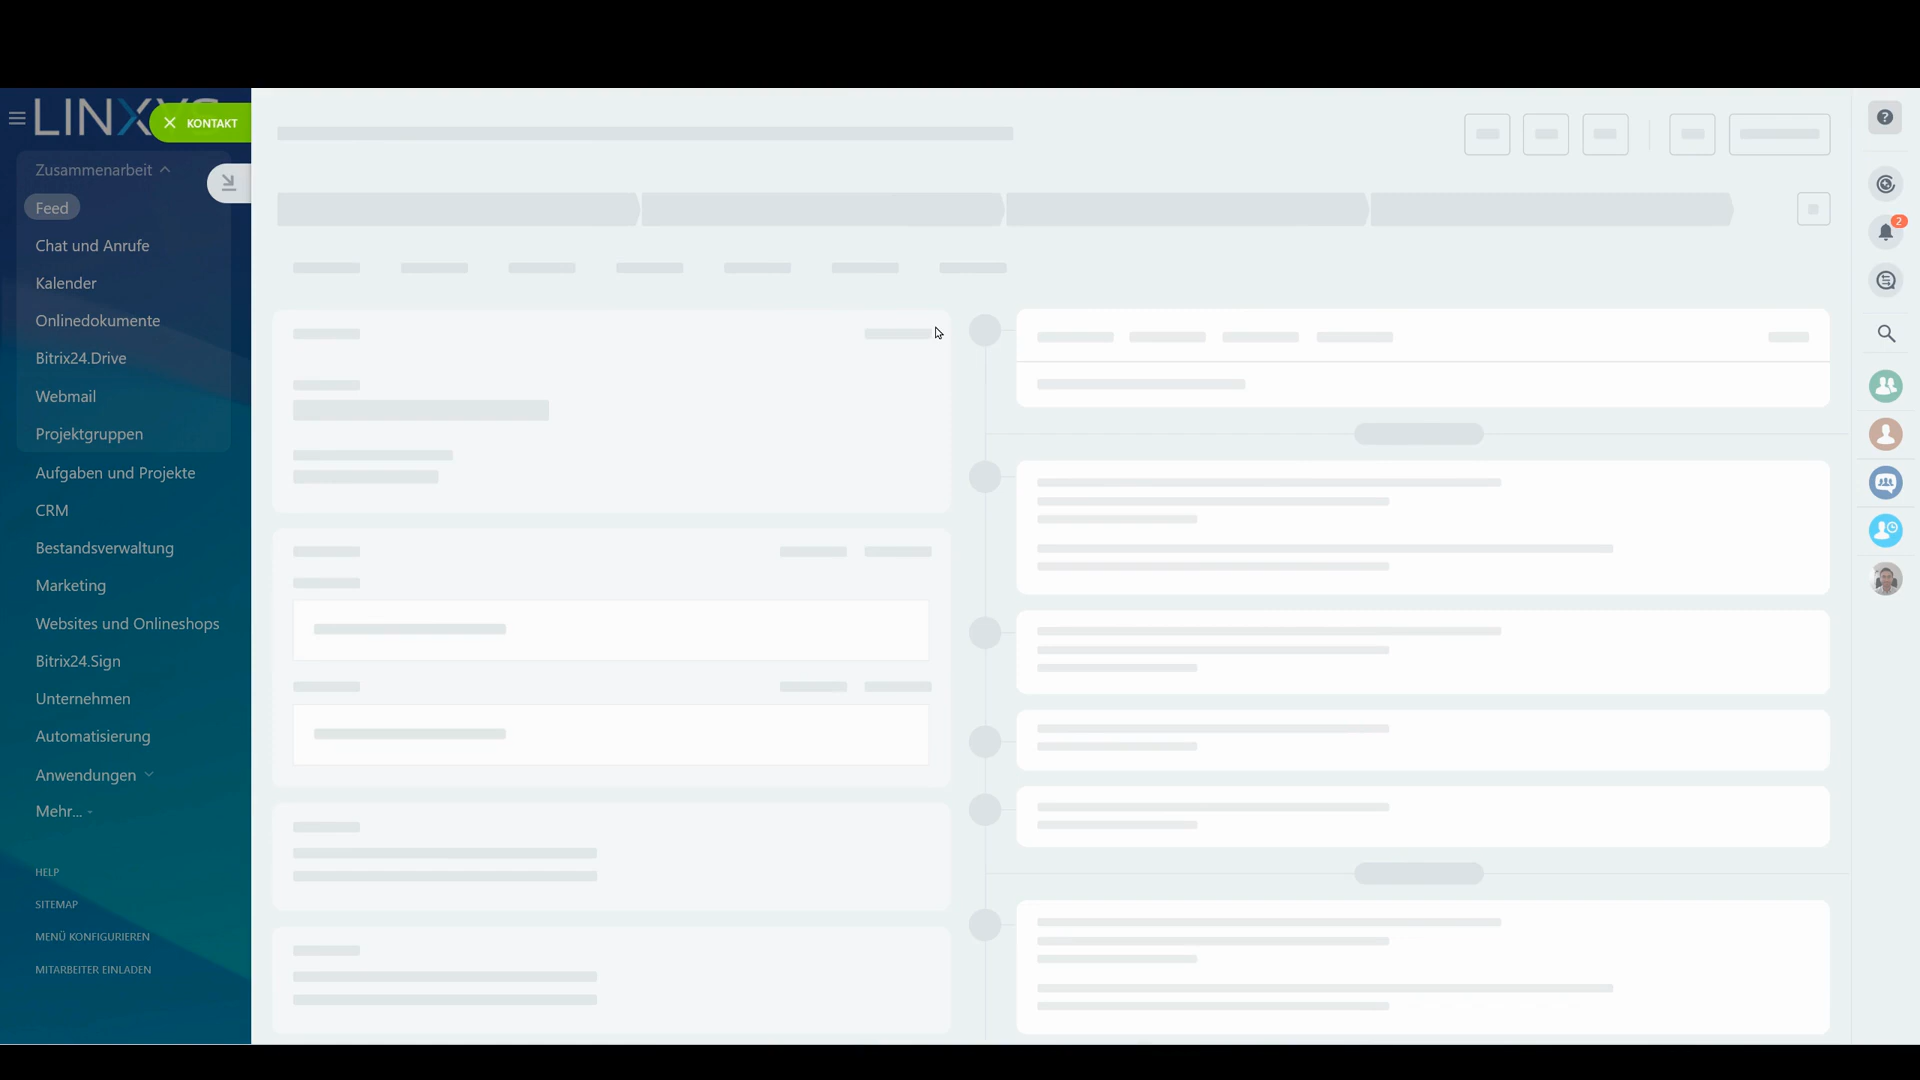 LINX
KONTAKT
Zusammenarbeit
Feed
Chat und Anrufe
Kalender
Onlinedokumente
Bitrix24.Drive
Webmail
Projektgruppen
Aufgaben und Projekte
CRM
Bestandsverwaltung
Marketing
Websites und Onlineshops
Bitrix24.Sign
Unternehmen
Automatisierung
Anwendungen
Mehr...
HELP
SITEMAP
MENÜ KONFIGURIEREN
MITARBEITER EINLADEN
?
2